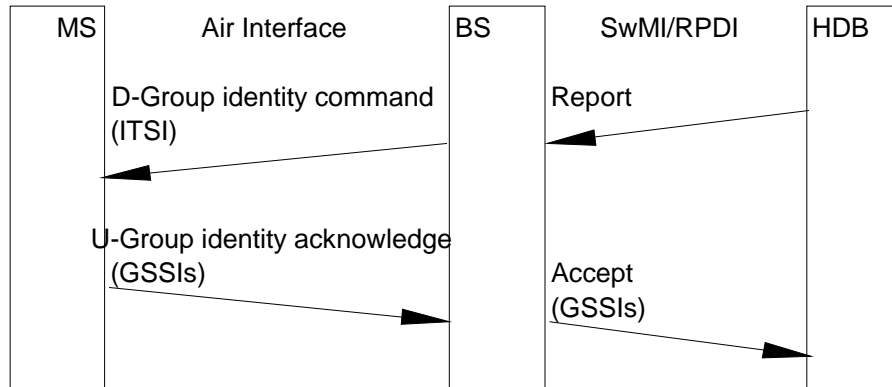 MS Air Interface BS SwMI/RPDI HDB
D-Group identity command Report
(ITSI)
U-Group identity acknowledge
(GSSIs) Accept
(GSSIs)